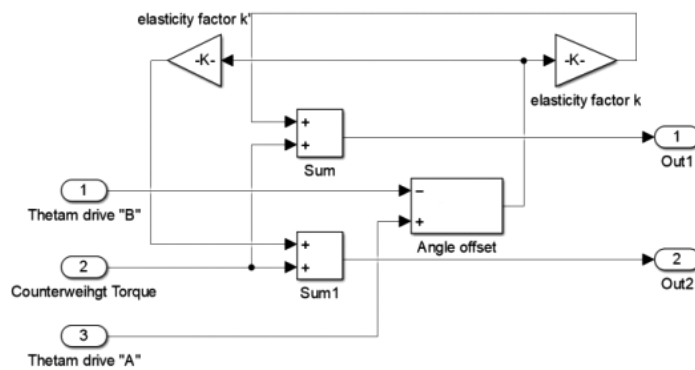 elasticity factor k'
-K-
-K-
elasticity factor k
+
+
Sum
1
Out1
1
Thetam drive "B"
−
+
Angle offset
+
+
Sum1
2
Counterweihgt Torque
2
Out2
3
Thetam drive "A"